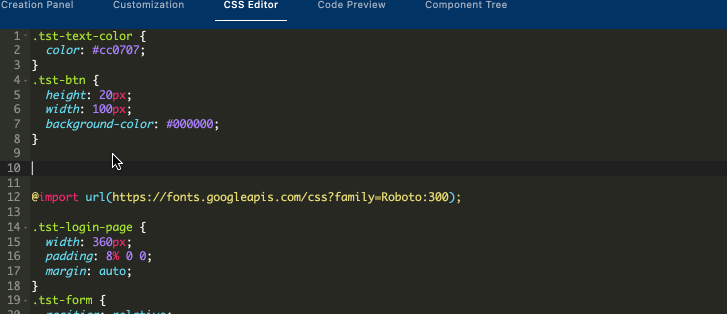 Creation Panel Customization CSS Editor Code Preview Component Tree
1 .tst-text-color {
2 color: #cc0707;
3 }
4 .tst-btn {
5 height: 20px;
6 width: 100px;
7 background-color: #000000;
8 }
9
10
11
12 @import url(https://fonts.googleapis.com/css?family=Roboto:300);
13
14 .tst-login-page {
15 width: 360px;
16 padding: 8% 0 0;
17 margin: auto;
18 }
19 .tst-form {
20 position: relative;